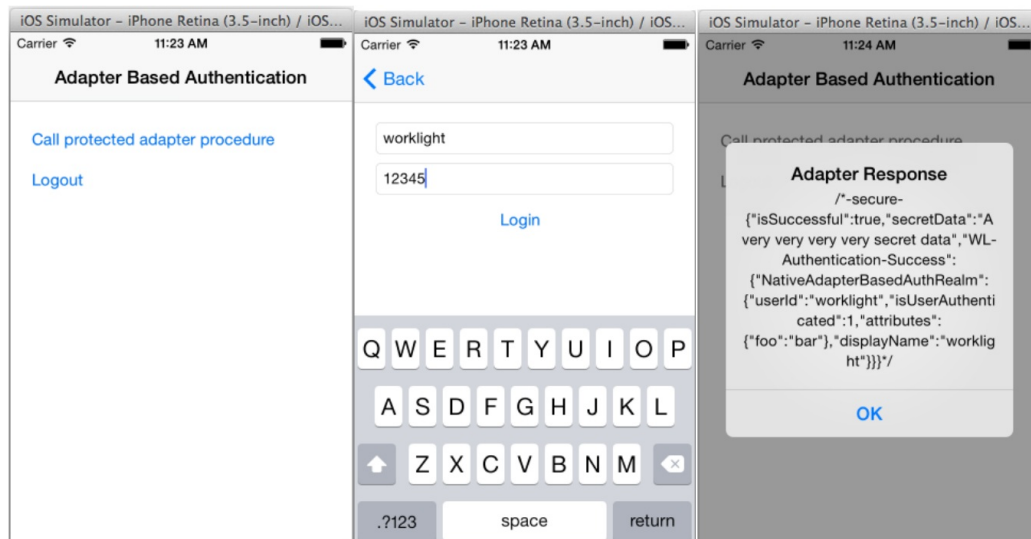 iOS Simulator – iPhone Retina (3.5–inch) / iOS...
Carrier 11:23 AM
Adapter Based Authentication
Call protected adapter procedure
Logout
iOS Simulator – iPhone Retina (3.5–inch) / iOS...
Carrier 11:23 AM
Back
worklight
12345
Login
Q W E R T Y U I O P
A S D F G H J K L
Z X C V B N M
.?123 space return
iOS Simulator – iPhone Retina (3.5–inch) / iOS...
Carrier 11:24 AM
Adapter Based Authentication
Call protected adapter procedure
L
Adapter Response
/*-secure-
{"isSuccessful":true,"secretData":"A
very very very very secret data","WL-
Authentication-Success":
{"NativeAdapterBasedAuthRealm":
{"userId":"worklight","isUserAuthenti
cated":1,"attributes":
{"foo":"bar"},"displayName":"worklig
ht"}}}*/
OK